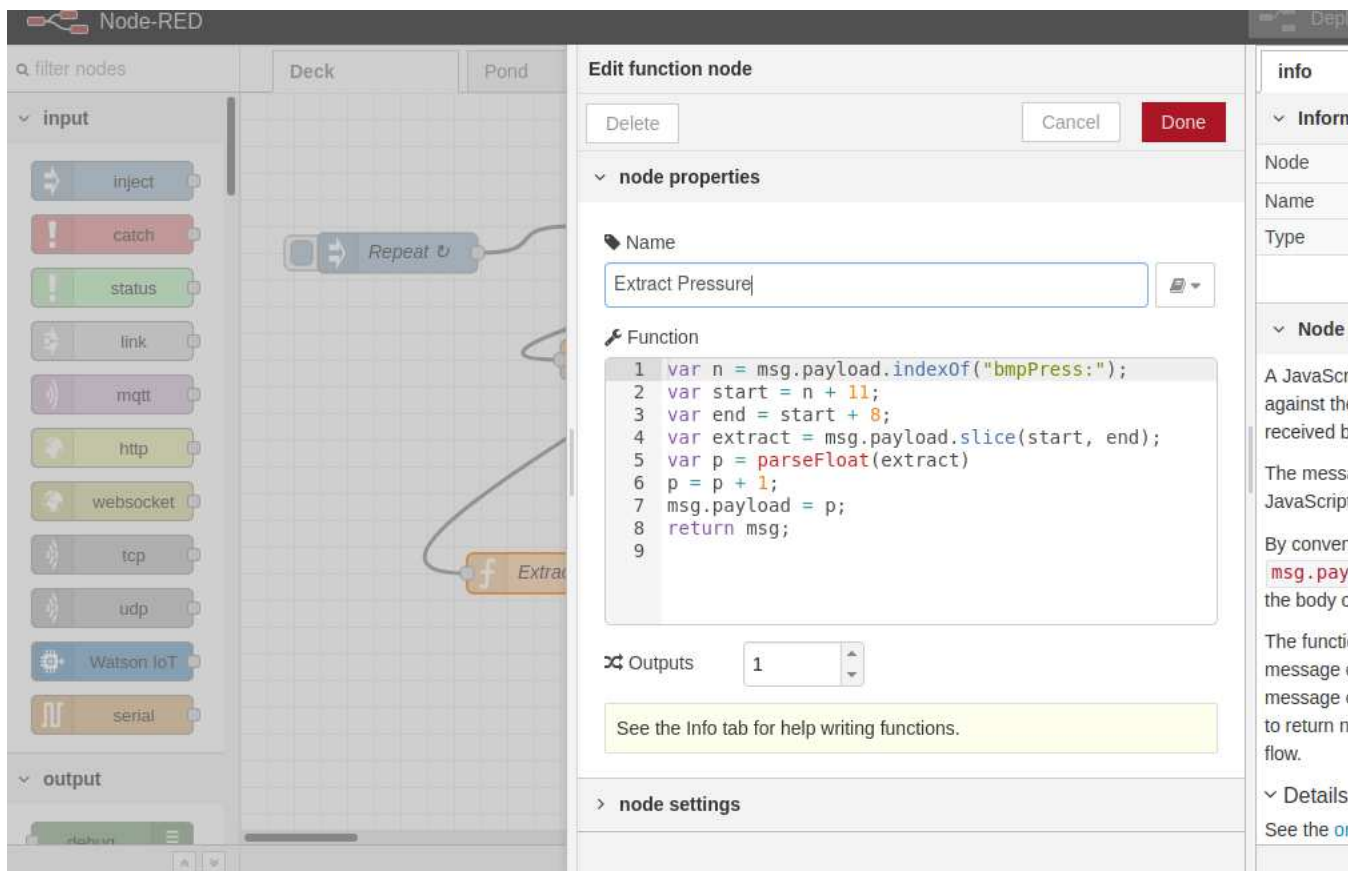 Node-RED
filter nodes
Deck
Pond
Edit function node
info
input
Delete
Cancel
Done
node properties
Node
Name
Type
inject
catch
status
link
mqtt
http
websocket
tcp
udp
Watson IoT
serial
output
debug
Repeat ↻
Name
Extract Pressure
Function
1 var n = msg.payload.indexOf("bmpPress:");
2 var start = n + 11;
3 var end = start + 8;
4 var extract = msg.payload.slice(start, end);
5 var p = parseFloat(extract)
6 p = p + 1;
7 msg.payload = p;
8 return msg;
9
Outputs
1
See the Info tab for help writing functions.
node settings
Node
A JavaScr
against the
received b
The messa
JavaScript
By conven
msg.pay
the body o
The functi
message
message
to return n
flow.
Details
See the